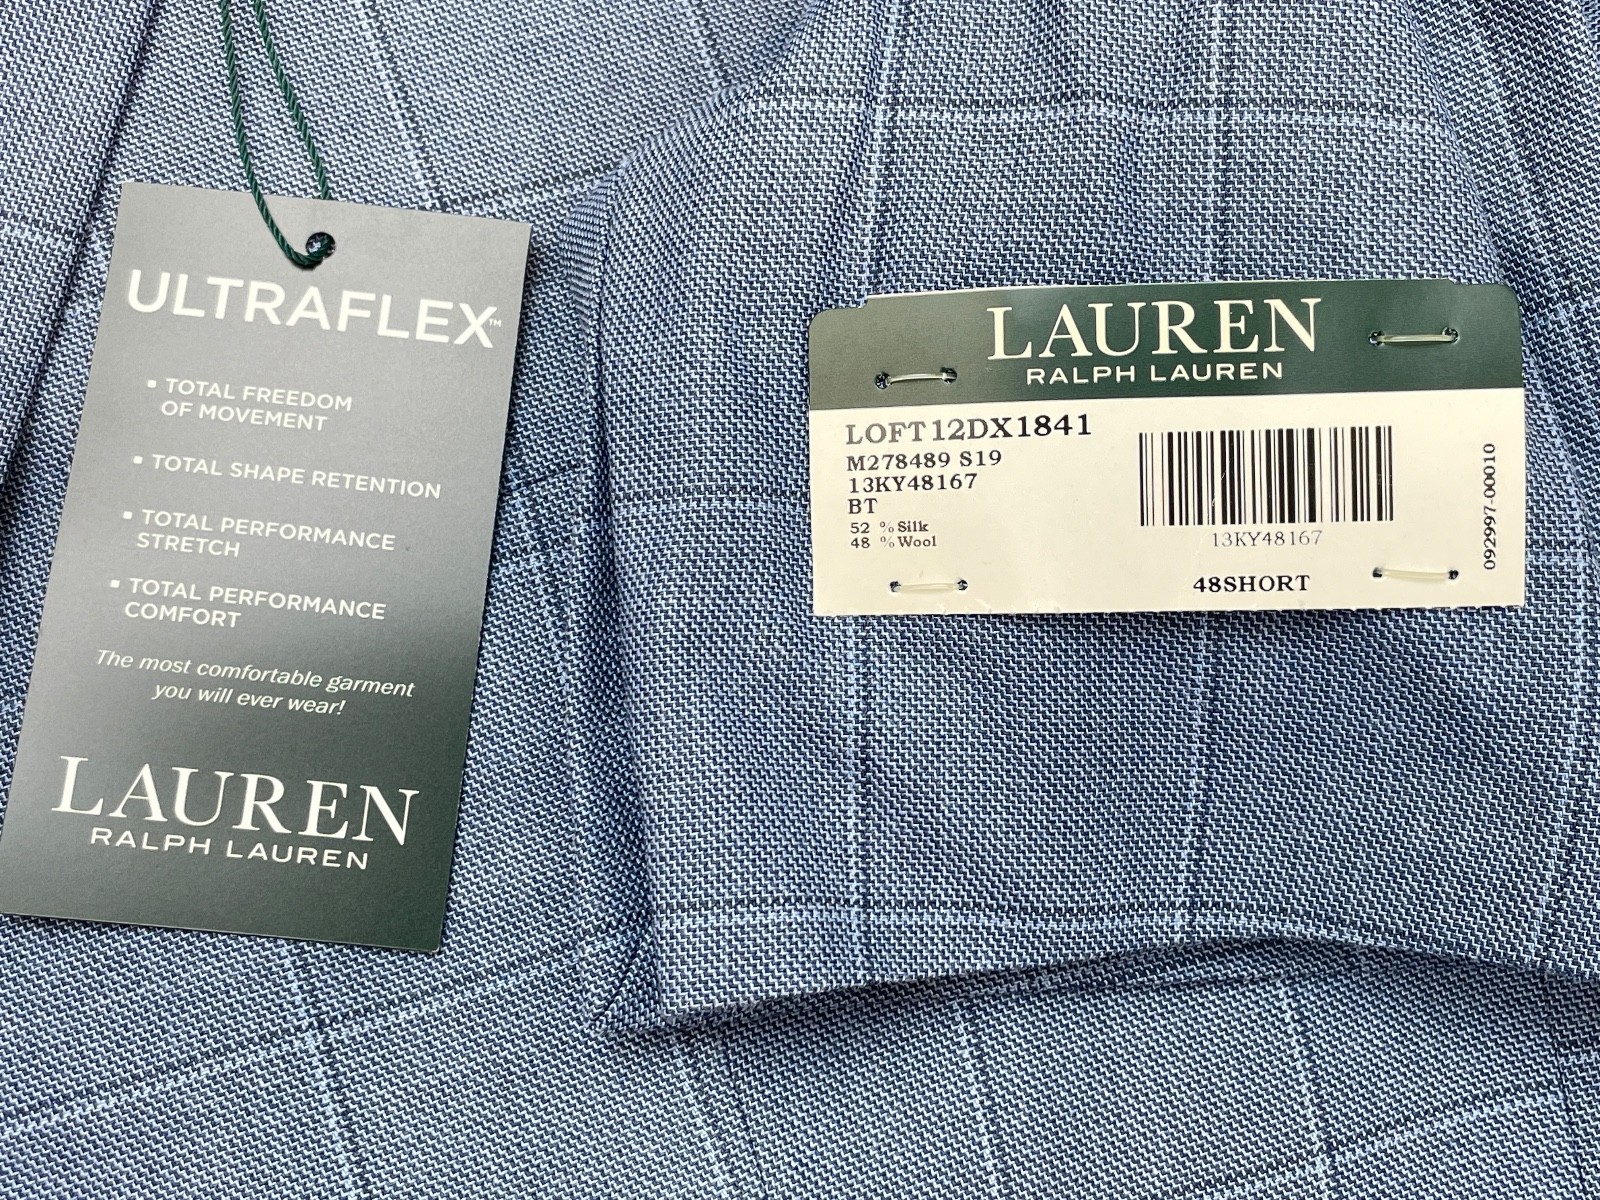 ULTRAFLEX™
▪ TOTAL FREEDOM
OF MOVEMENT
▪ TOTAL SHAPE RETENTION
▪ TOTAL PERFORMANCE
STRETCH
▪ TOTAL PERFORMANCE
COMFORT
The most comfortable garment
you will ever wear!
LAUREN
RALPH LAUREN
LAUREN
RALPH LAUREN
LOFT 12DX1841
M278489 S19
13KY48167
BT
52 % Silk
48 % Wool
13KY48167
48SHORT
092997-00010